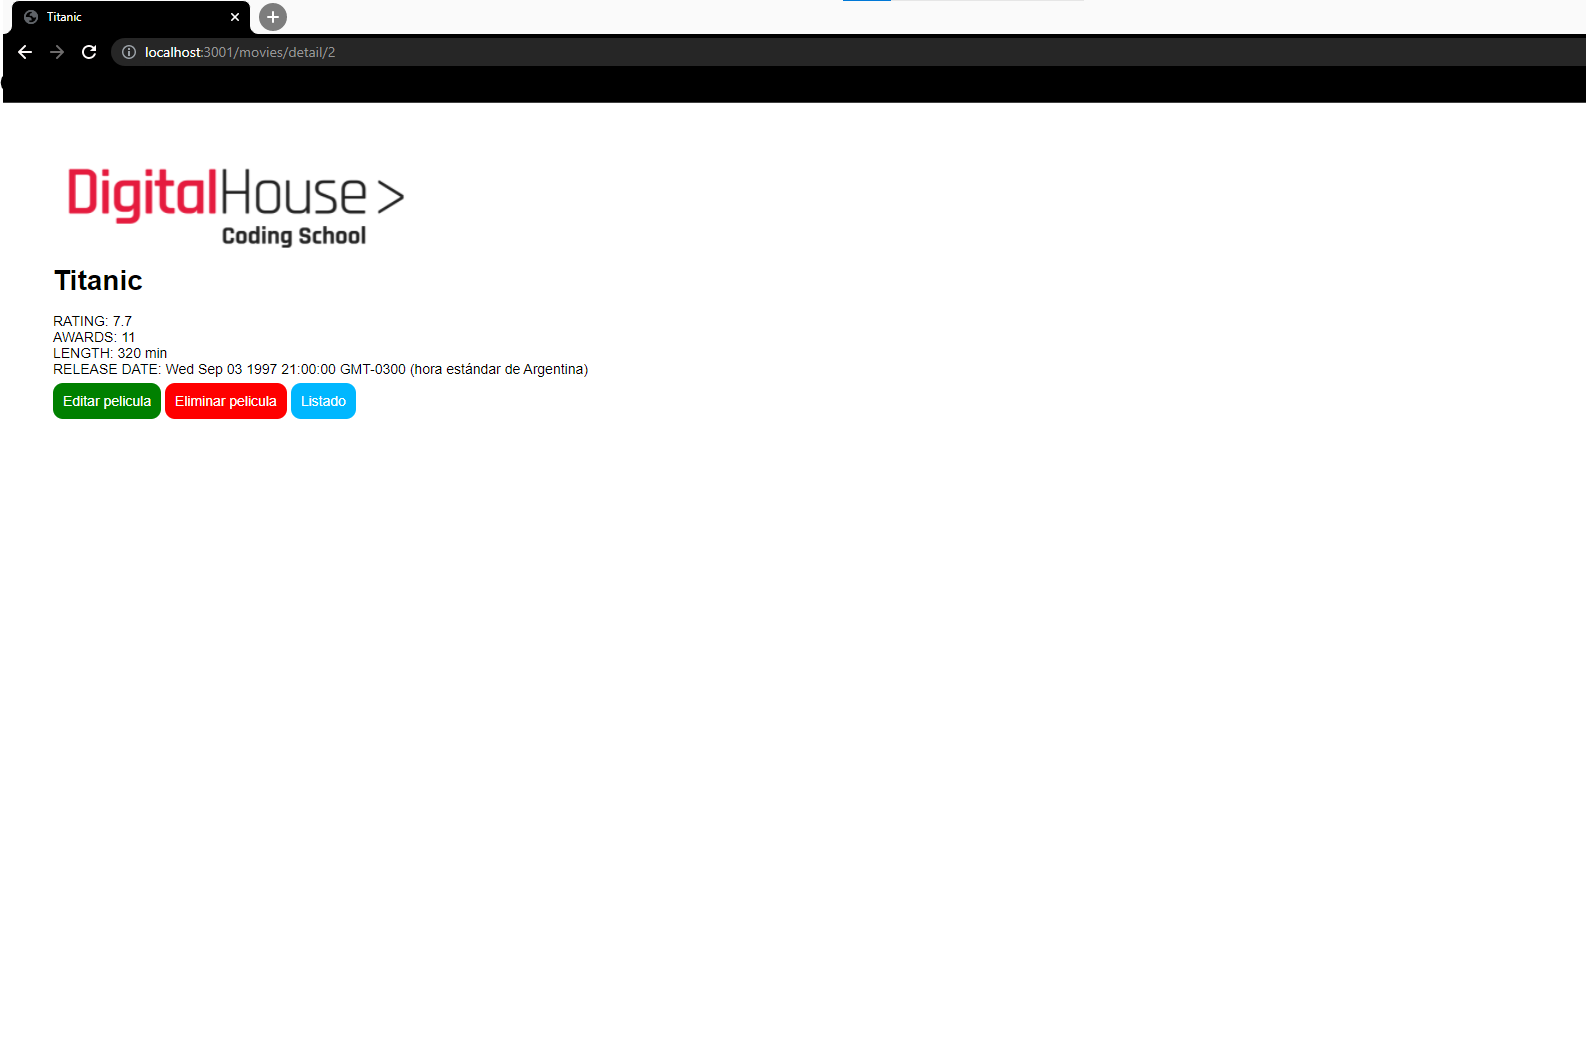 Titanic
localhost:3001/movies/detail/2
DigitalHouse >
Coding School
Titanic
RATING: 7.7
AWARDS: 11
LENGTH: 320 min
RELEASE DATE: Wed Sep 03 1997 21:00:00 GMT-0300 (hora estándar de Argentina)
Editar pelicula Eliminar pelicula Listado